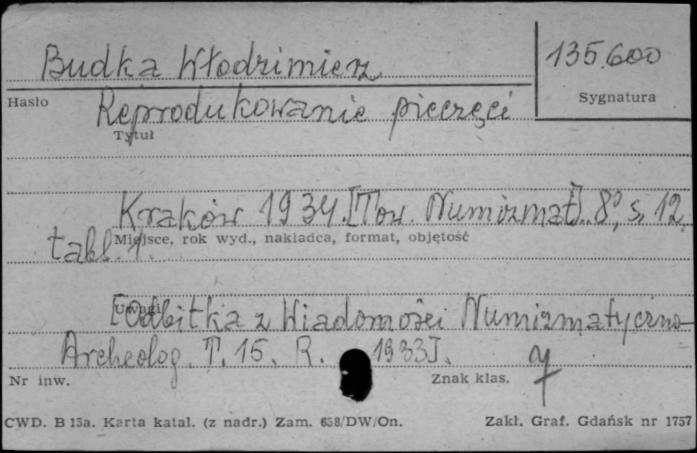 Budka Włodzimierz
135.600
Hasło
Sygnatura
Reprodukowanie pieczęci
Tytuł
Kraków 1934. [Tow. Numizmat]. 8°, s. 12.
Miejsce, rok wyd., nakładca, format, objętość
tabl. 1.
Uwagi
[Odbitka z Wiadomości Numizmatyczno-
Archeolog. T. 15. R. 1933].
Nr inw.
Znak klas.
CWD. B 15a. Karta katal. (z nadr.) Zam. 658/DW/On.
Zakł. Graf. Gdańsk nr 1757